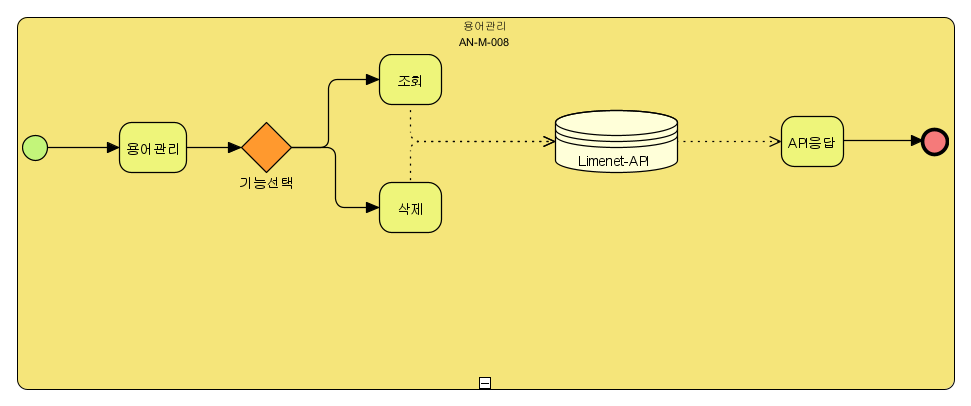 용어관리
AN-M-008
조회
용어관리
기능선택
삭제
Limenet-API
API응답